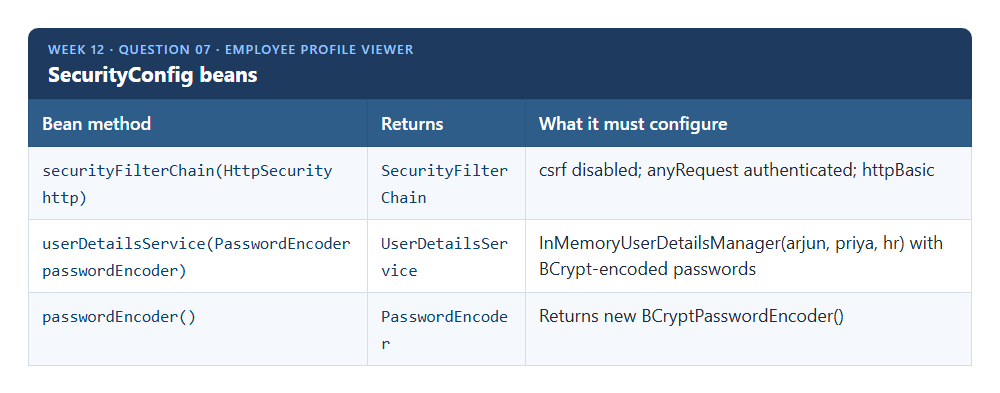 WEEK 12 · QUESTION 07 · EMPLOYEE PROFILE VIEWER
SecurityConfig beans
Bean method Returns What it must configure
securityFilterChain(HttpSecurity
http)
SecurityFilter
Chain
csrf disabled; anyRequest authenticated; httpBasic
userDetailsService(PasswordEncoder
passwordEncoder)
UserDetailsSer
vice
InMemoryUserDetailsManager(arjun, priya, hr) with
BCrypt-encoded passwords
passwordEncoder()
PasswordEncode
r
Returns new BCryptPasswordEncoder()